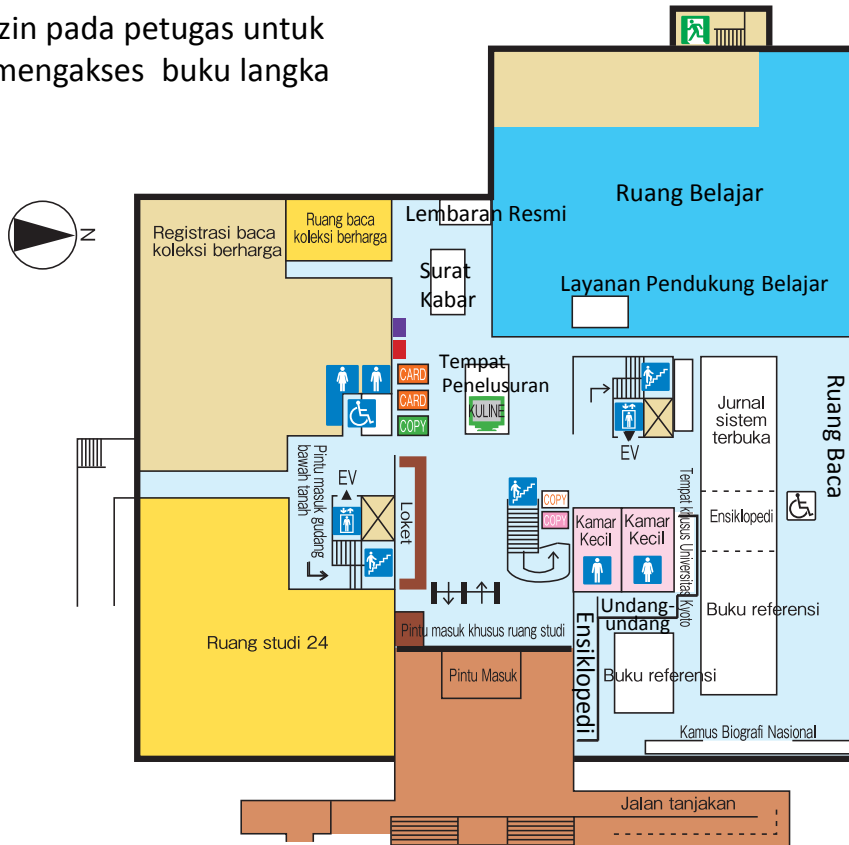 zin pada petugas untuk
mengakses buku langka
N
Registrasi baca
koleksi berharga
Ruang baca
koleksi berharga
Lembaran Resmi
Surat
Kabar
Ruang Belajar
Layanan Pendukung Belajar
Tempat
Penelusuran
KULINE
CARD
CARD
COPY
EV
Jurnal
sistem
terbuka
Ruang Baca
Pintu masuk gudang
bawah tanah
EV
Loket
COPY
COPY
Kamar
Kecil
Kamar
Kecil
Tempat khusus Universitas Kyoto
Ensiklopedi
Buku referensi
Undang-
undang
Ensiklopedi
Buku referensi
Ruang studi 24
Pintu masuk khusus ruang studi
Pintu Masuk
Kamus Biografi Nasional
Jalan tanjakan